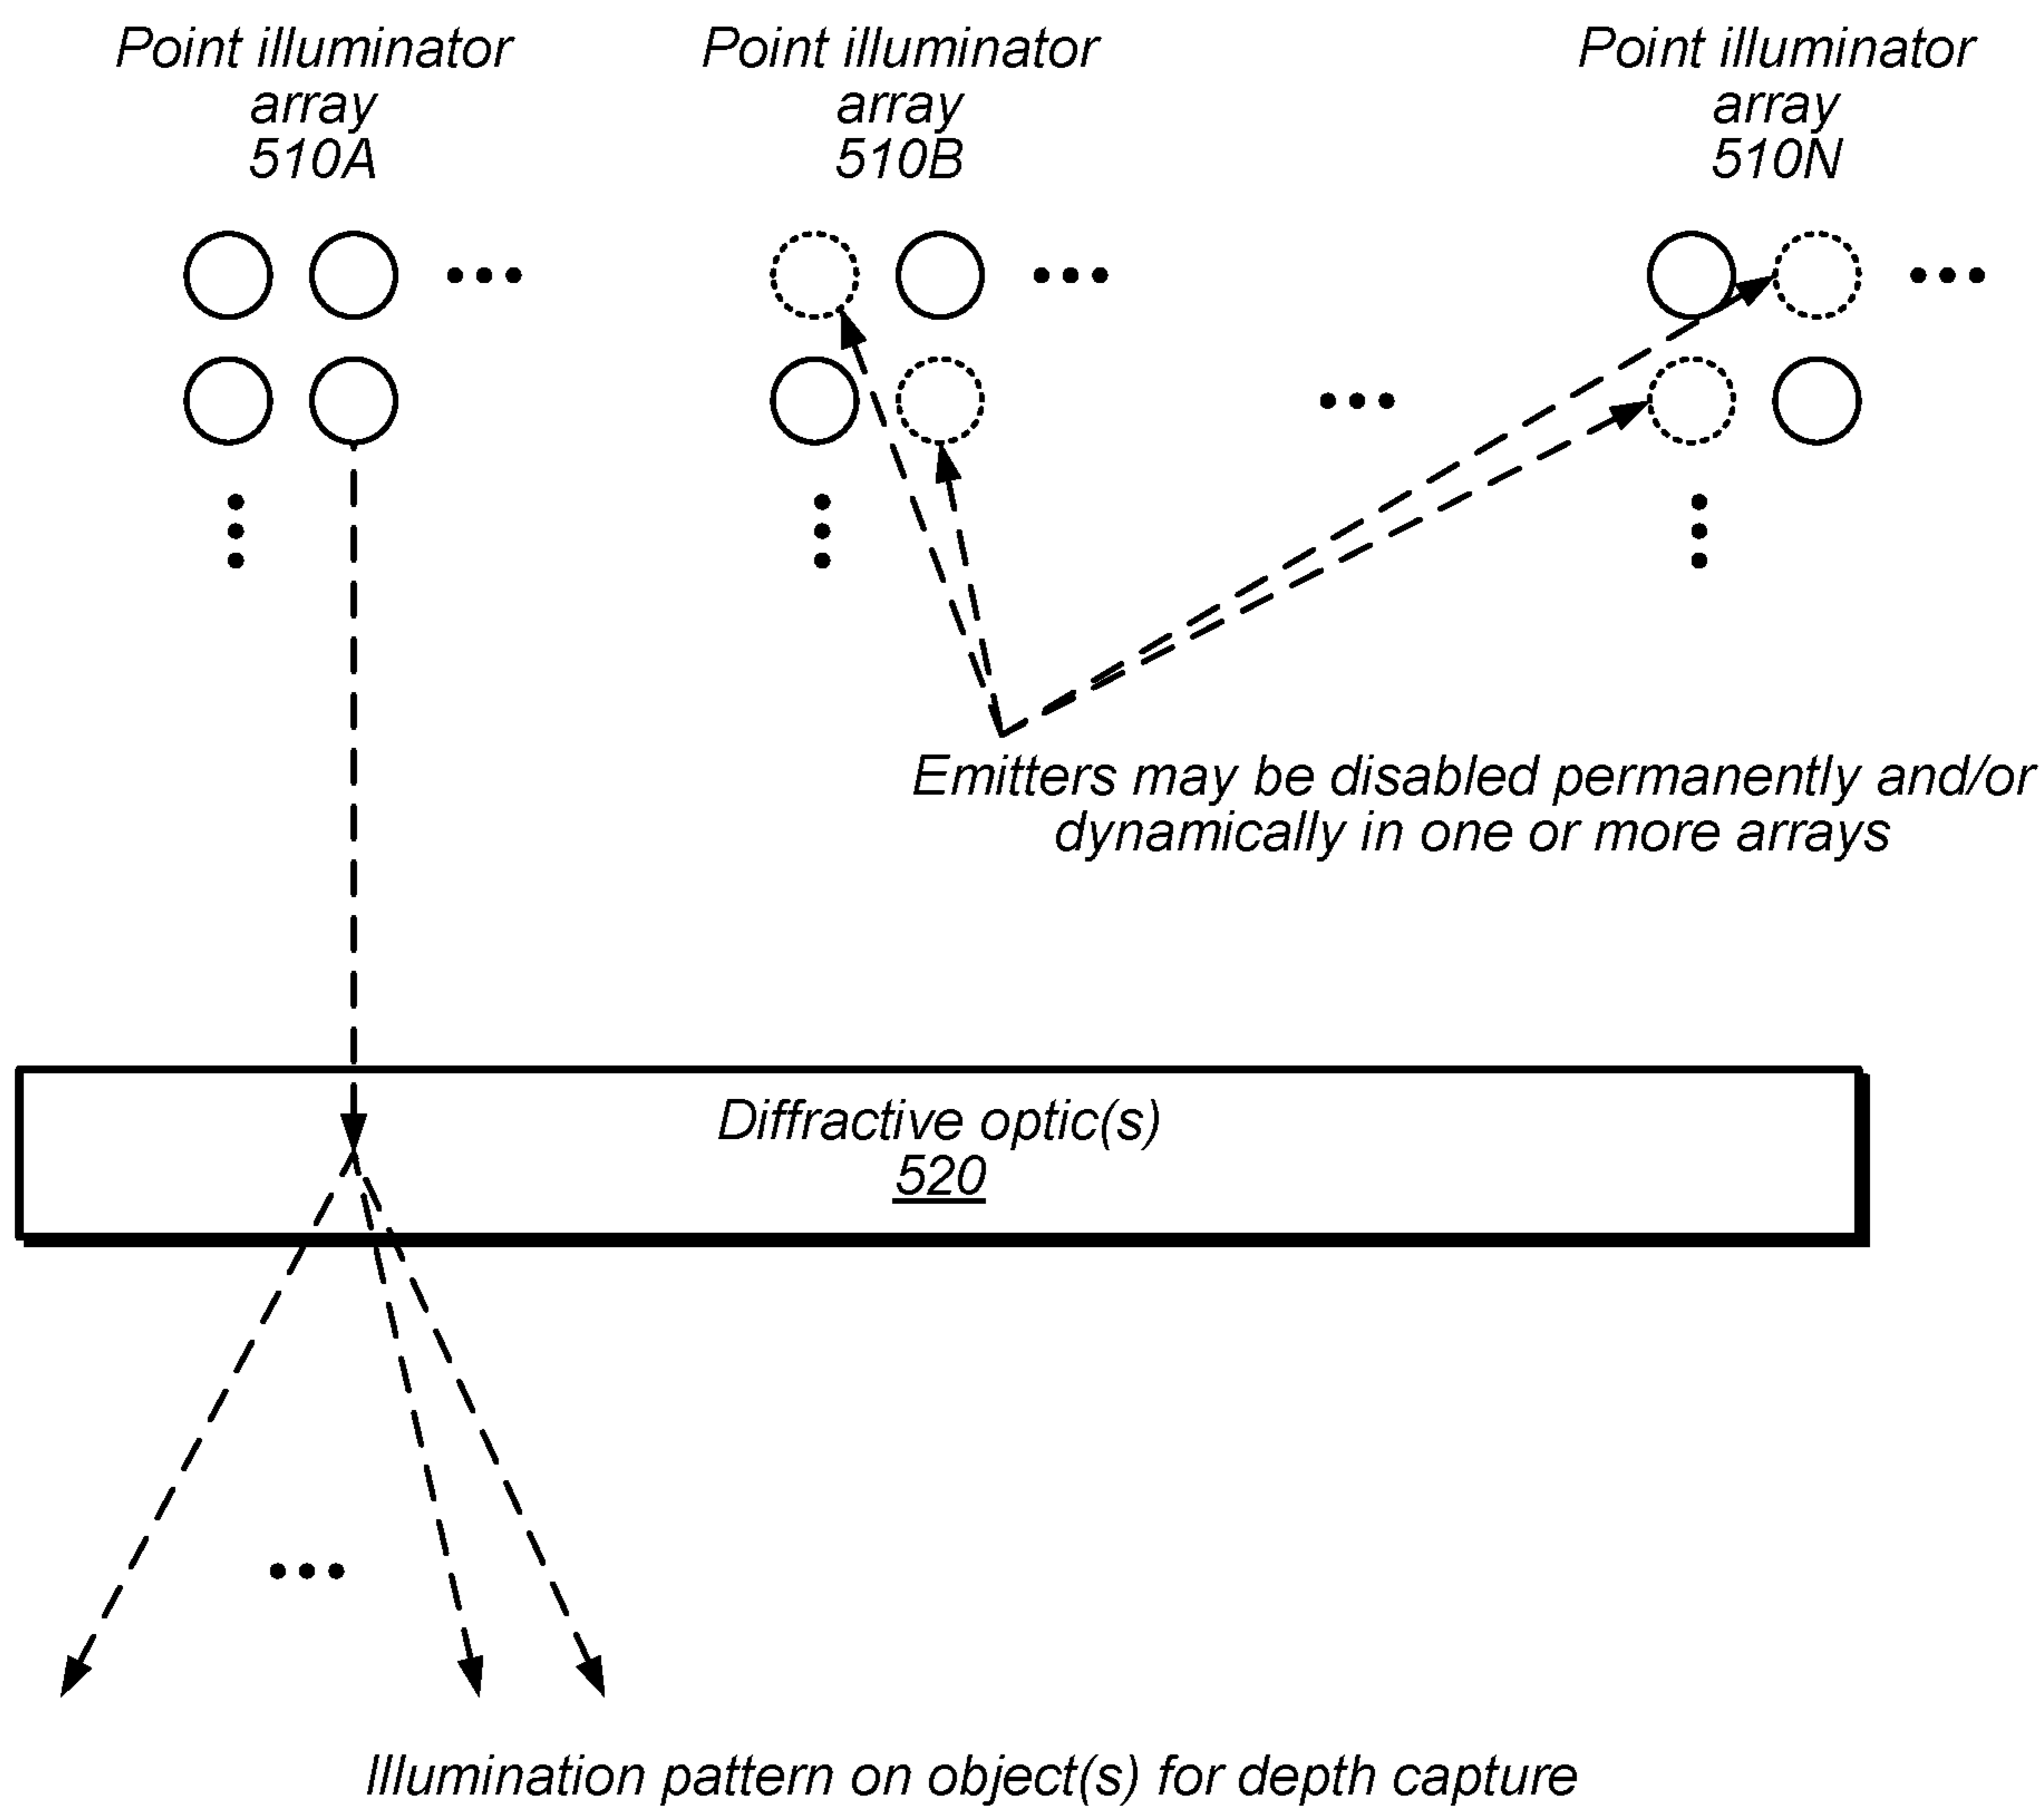 Point illuminator
array
510A
Point illuminator
array
510B
Point illuminator
array
510N
Emitters may be disabled permanently and/or
dynamically in one or more arrays
Diffractive optic(s)
520
Illumination pattern on object(s) for depth capture